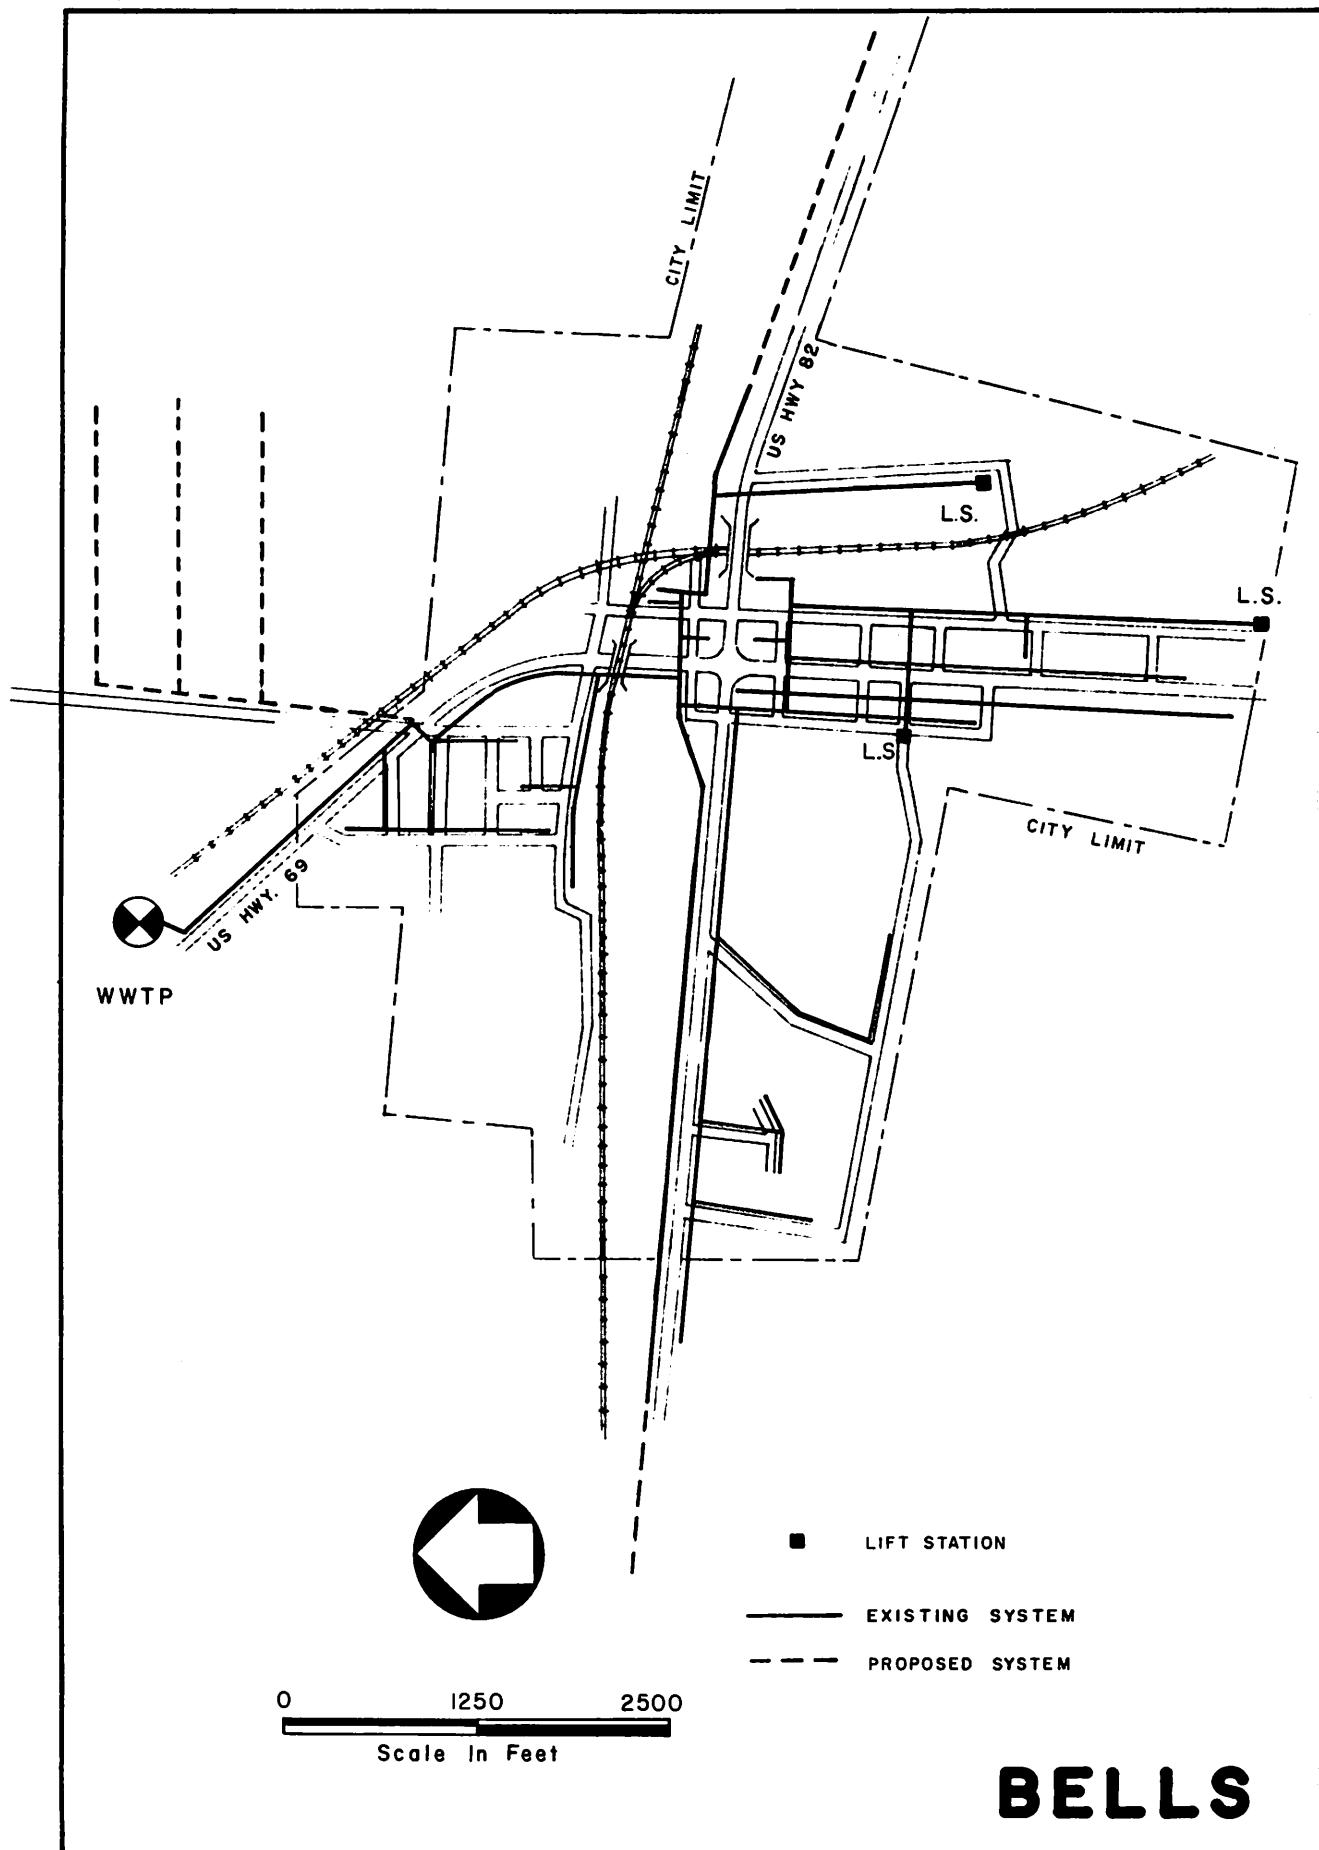 CITY LIMIT
US HWY 82
L.S.
L.S.
L.S.
CITY LIMIT
US HWY. 69
WWTP
LIFT STATION
EXISTING SYSTEM
PROPOSED SYSTEM
0 1250 2500
Scale In Feet
BELLS